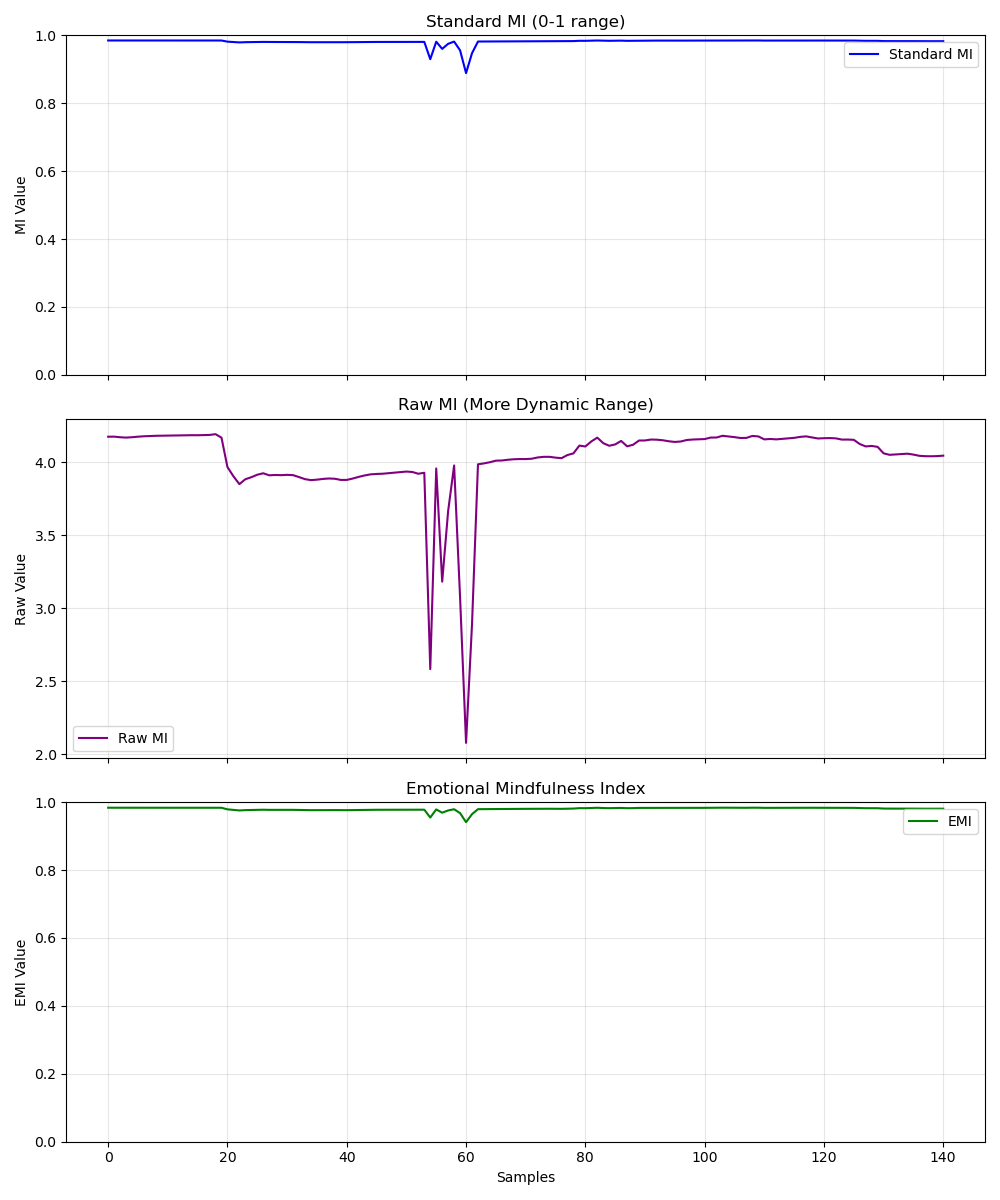 Standard MI (0-1 range)
1.0
0.8
0.6
0.4
0.2
0.0
MI Value
Standard MI
Raw MI (More Dynamic Range)
4.0
3.5
3.0
2.5
2.0
Raw Value
Raw MI
Emotional Mindfulness Index
1.0
0.8
0.6
0.4
0.2
0.0
EMI Value
EMI
0 20 40 60 80 100 120 140
Samples